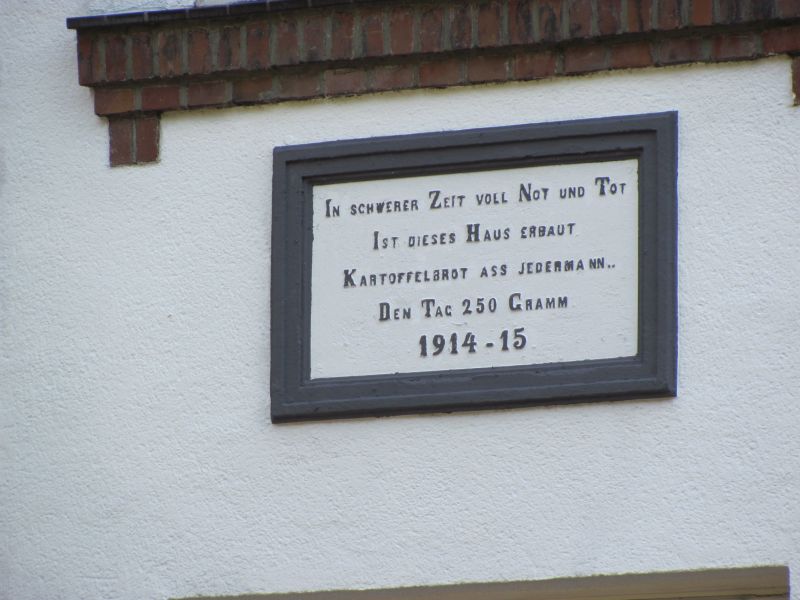 In schwerer Zeit voll Not und Tot
Ist dieses Haus erbaut
Kartoffelbrot ass jedermann..
Den Tag 250 Gramm
1914-15